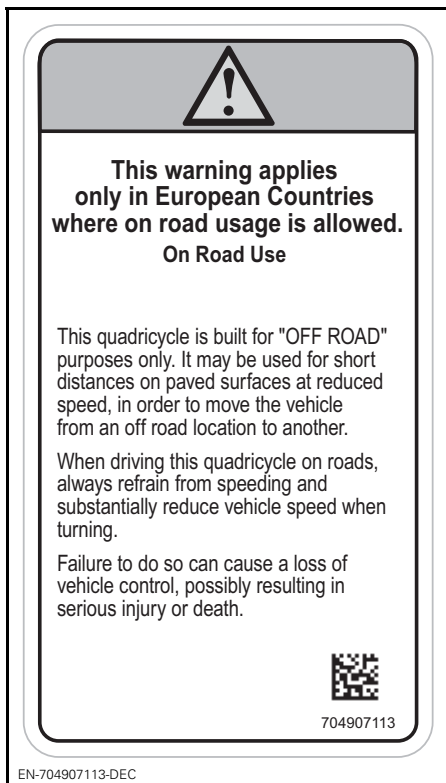 This warning applies
only in European Countries
where on road usage is allowed.
On Road Use
This quadricycle is built for "OFF ROAD"
purposes only. It may be used for short
distances on paved surfaces at reduced
speed, in order to move the vehicle
from an off road location to another.
When driving this quadricycle on roads,
always refrain from speeding and
substantially reduce vehicle speed when
turning.
Failure to do so can cause a loss of
vehicle control, possibly resulting in
serious injury or death.
704907113
EN-704907113-DEC